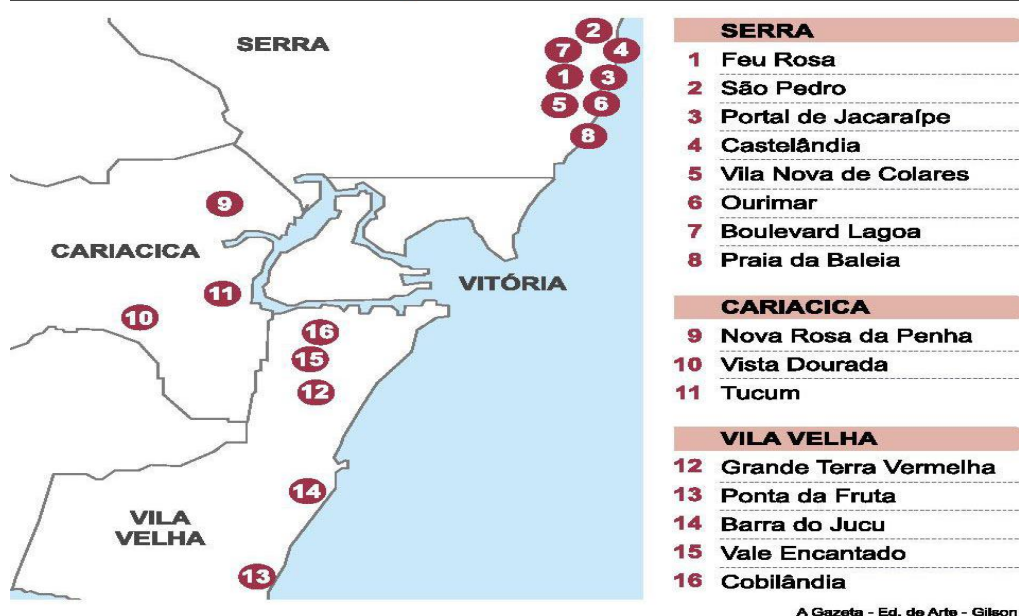 SERRA
2
7
4
1
3
5
6
8
9
CARIACICA
VITÓRIA
11
10
16
15
12
14
VILA
VELHA
13
SERRA
1 Feu Rosa
2 São Pedro
3 Portal de Jacaraípe
4 Castelândia
5 Vila Nova de Colares
6 Ourimar
7 Boulevard Lagoa
8 Praia da Baleia
CARIACICA
9 Nova Rosa da Penha
10 Vista Dourada
11 Tucum
VILA VELHA
12 Grande Terra Vermelha
13 Ponta da Fruta
14 Barra do Jucu
15 Vale Encantado
16 Cobilândia
A Gazeta - Ed. de Arte - Gilson